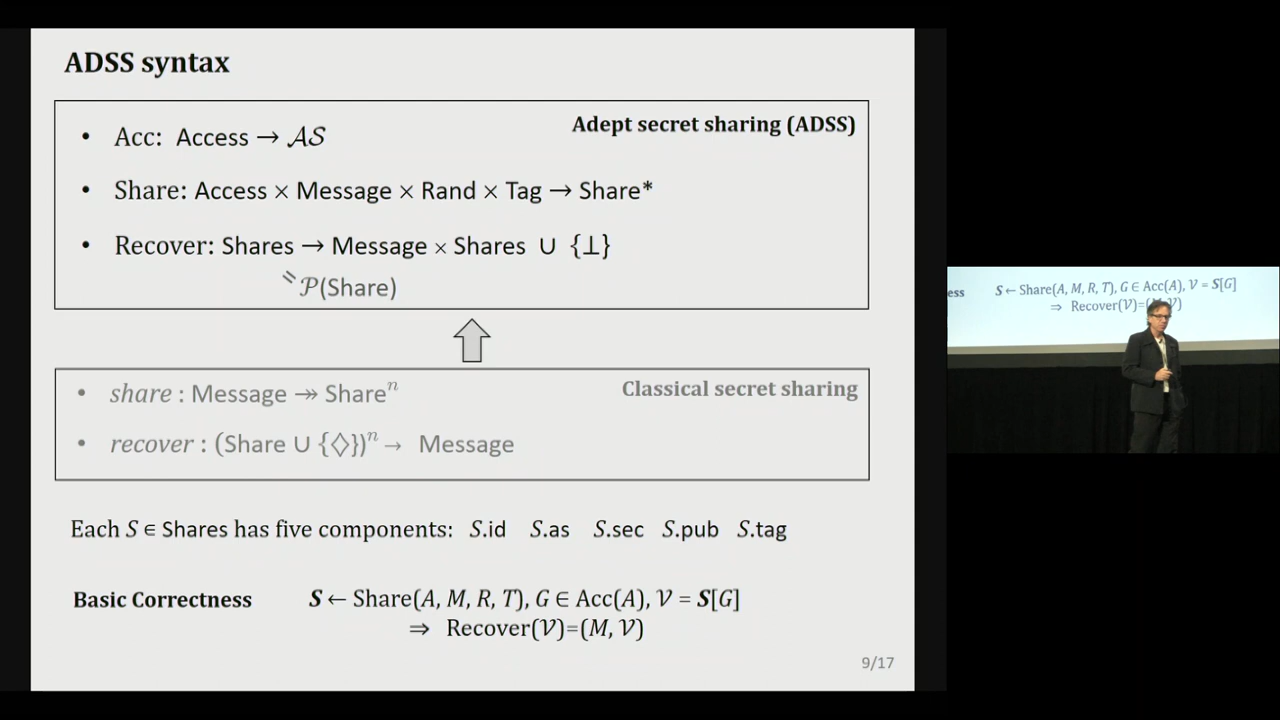 ADSS syntax
Adept secret sharing (ADSS)
• Acc: Access → 𝒜𝒮
• Share: Access × Message × Rand × Tag → Share*
• Recover: Shares → Message × Shares ∪ {⊥}
= 𝒫(Share)
Classical secret sharing
• share : Message ↠ Shareⁿ
• recover : (Share ∪ {◇})ⁿ → Message
Each S ∈ Shares has five components: S.id S.as S.sec S.pub S.tag
Basic Correctness S ← Share(A, M, R, T), G ∈ Acc(A), 𝒱 = S[G]
⇒ Recover(𝒱)=(M, 𝒱)
9/17
ess S ← Share(A, M, R, T), G ∈ Acc(A), 𝒱 = S[G]
⇒ Recover(𝒱)=(M, 𝒱)